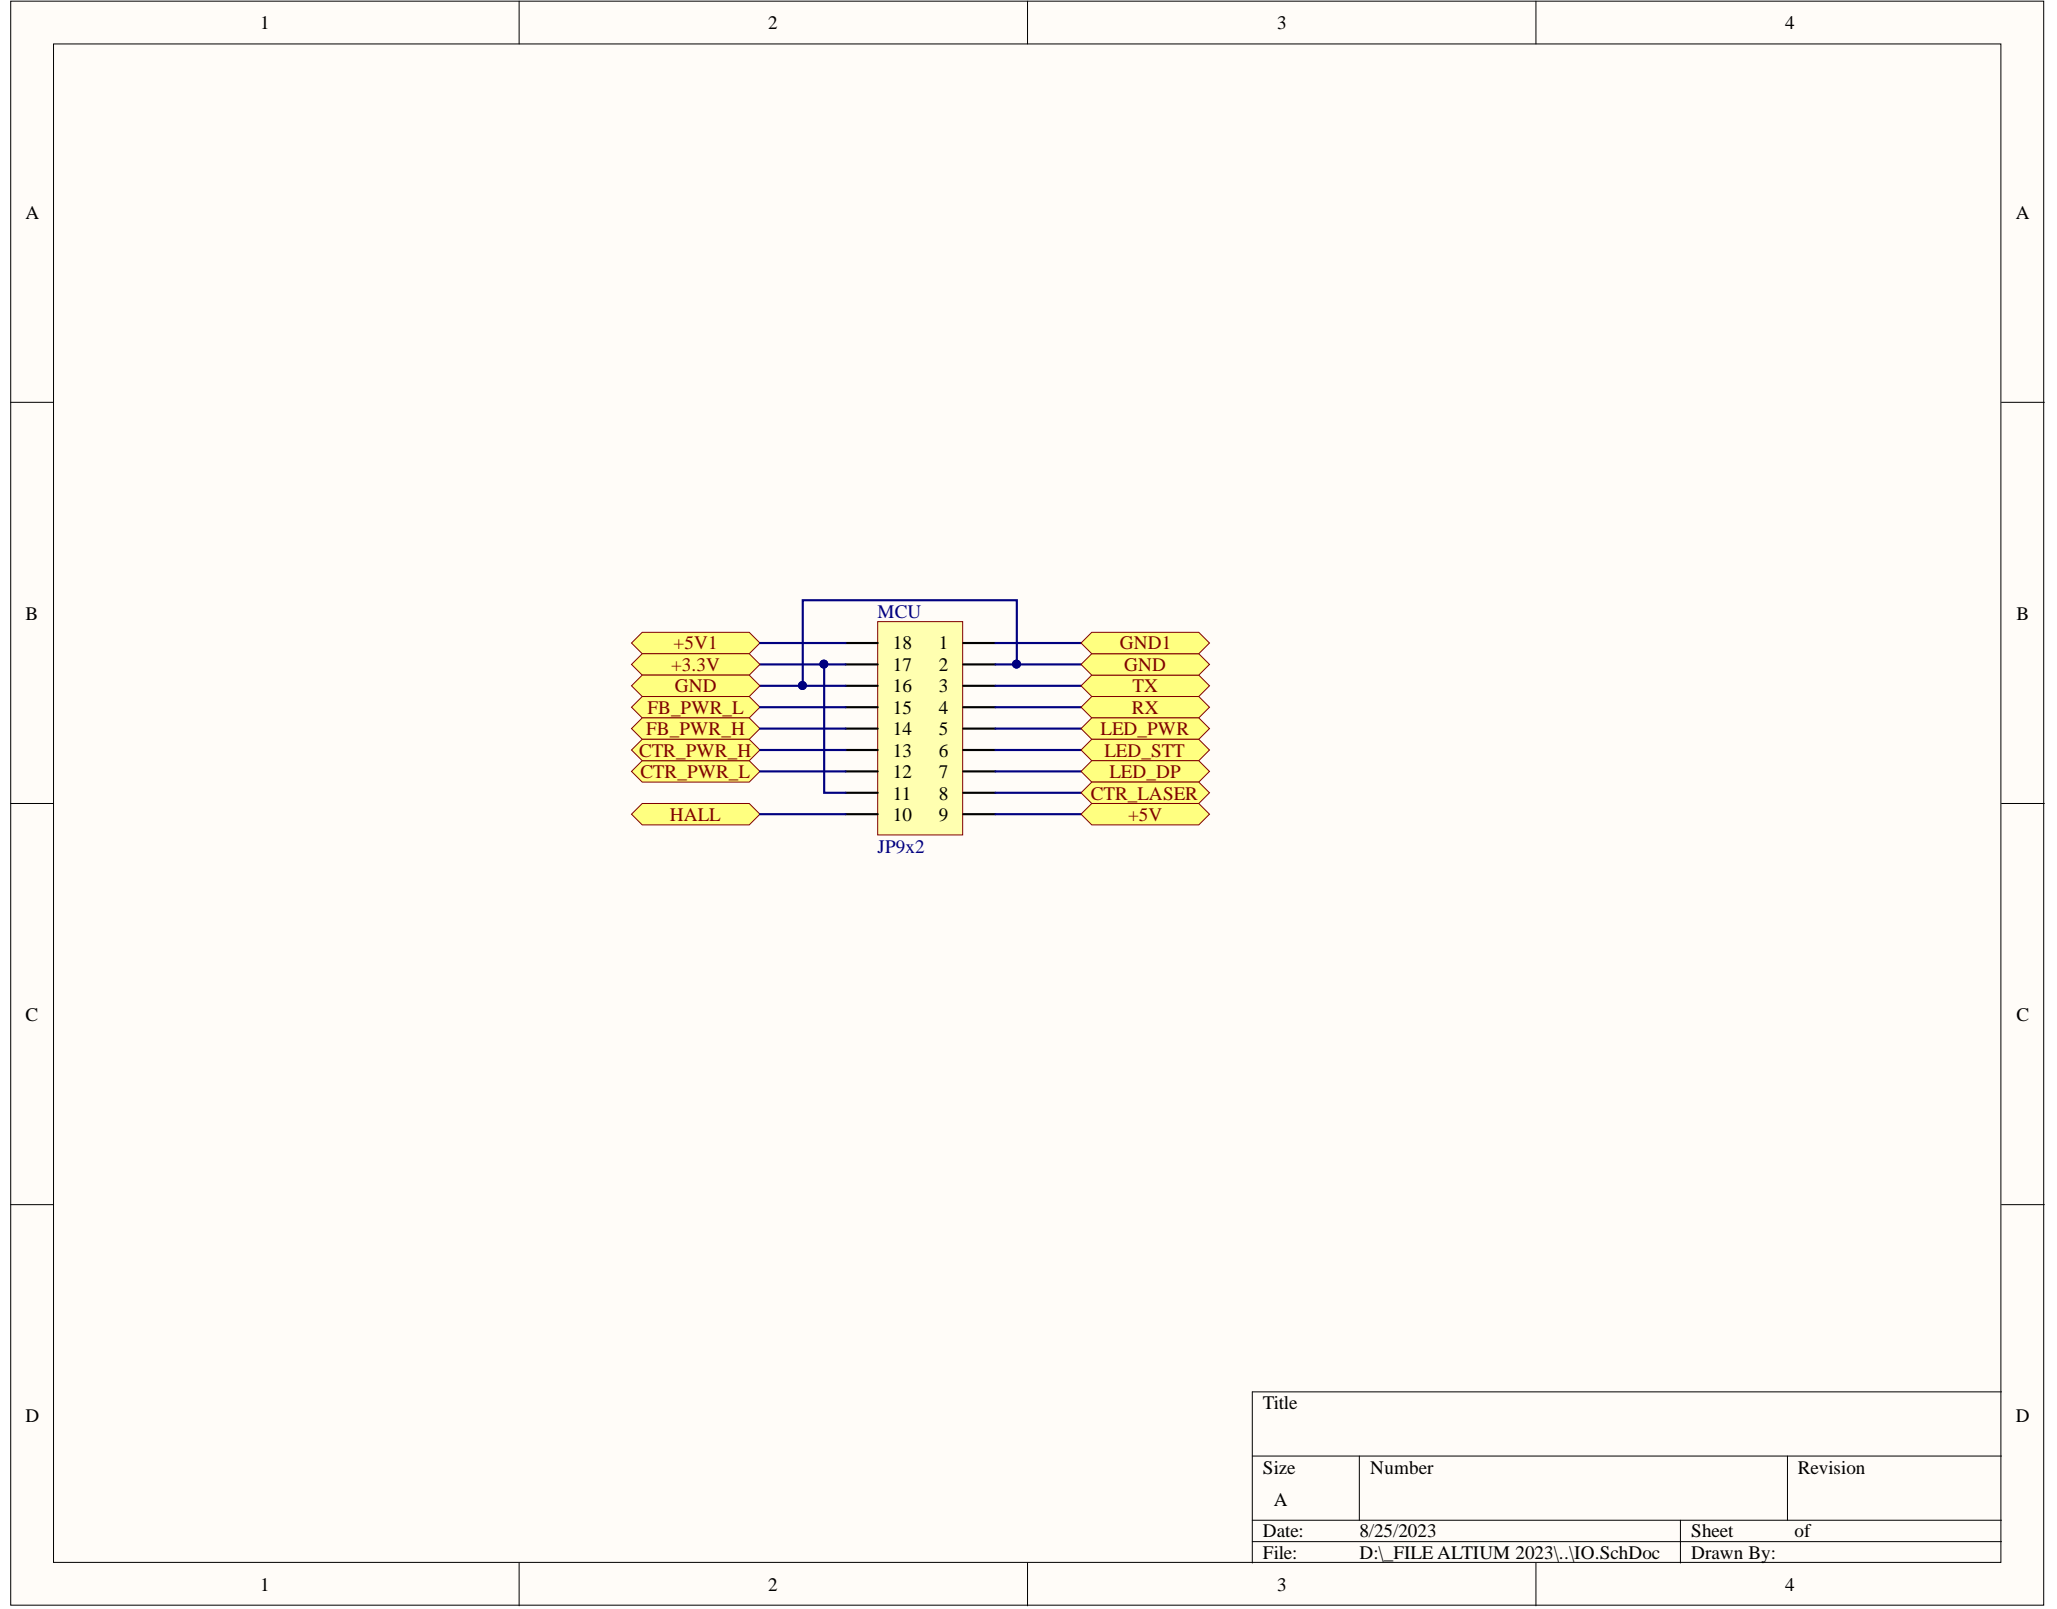 1 2 3 4
A A
B B
MCU
+5V1 18 1 GND1
+3.3V 17 2 GND
GND 16 3 TX
FB_PWR_L 15 4 RX
FB_PWR_H 14 5 LED_PWR
CTR_PWR_H 13 6 LED_STT
CTR_PWR_L 12 7 LED_DP
11 8 CTR_LASER
HALL 10 9 +5V
JP9x2
C C
D D
Title
Size Number Revision
A
Date: 8/25/2023 Sheet of
File: D:\_FILE ALTIUM 2023\..\IO.SchDoc Drawn By:
1 2 3 4